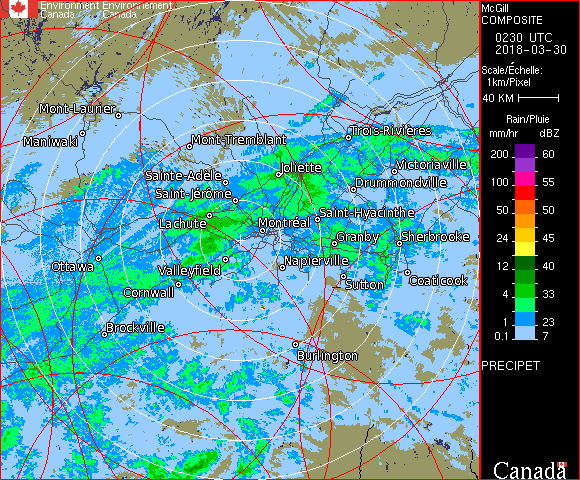 Environment Environnement
Canada Canada
McGill
COMPOSITE
0230 UTC
2018-03-30
Scale/Échelle:
1km/Pixel
40 KM
Rain/Pluie
mm/hr dBZ
200 60
150 57
100 55
50 50
24 45
12 40
4 33
1 23
0.1 7
PRECIPET
Canada
Mont-Laurier
Maniwaki
Mont-Tremblant
Trois-Rivières
Joliette
Victoriaville
Sainte-Adèle
Drummondville
Saint-Jérôme
Lachute
Montréal
Saint-Hyacinthe
Granby
Sherbrooke
Ottawa
Valleyfield
Napierville
Cornwall
Sutton
Coaticook
Brockville
Burlington